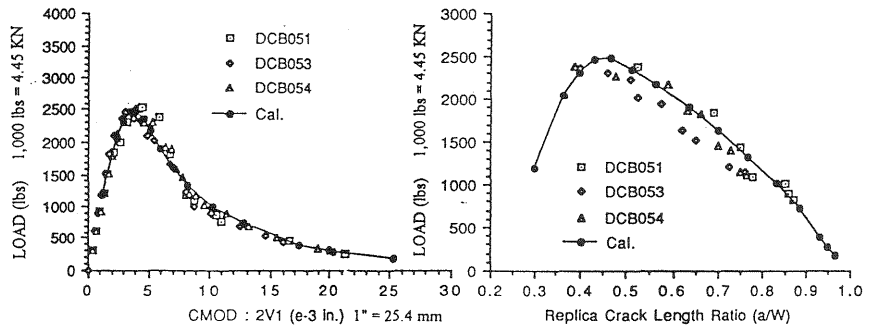 LOAD (lbs) 1,000 lbs = 4.45 KN
4000
3500
3000
2500
2000
1500
1000
500
0
DCB051
DCB053
DCB054
Cal.
0 5 10 15 20 25 30
CMOD : 2V1 (e-3 in.) 1" = 25.4 mm
LOAD (lbs) 1,000 lbs = 4.45 KN
3000
2500
2000
1500
1000
500
0
DCB051
DCB053
DCB054
Cal.
0.2 0.3 0.4 0.5 0.6 0.7 0.8 0.9 1.0
Replica Crack Length Ratio (a/W)